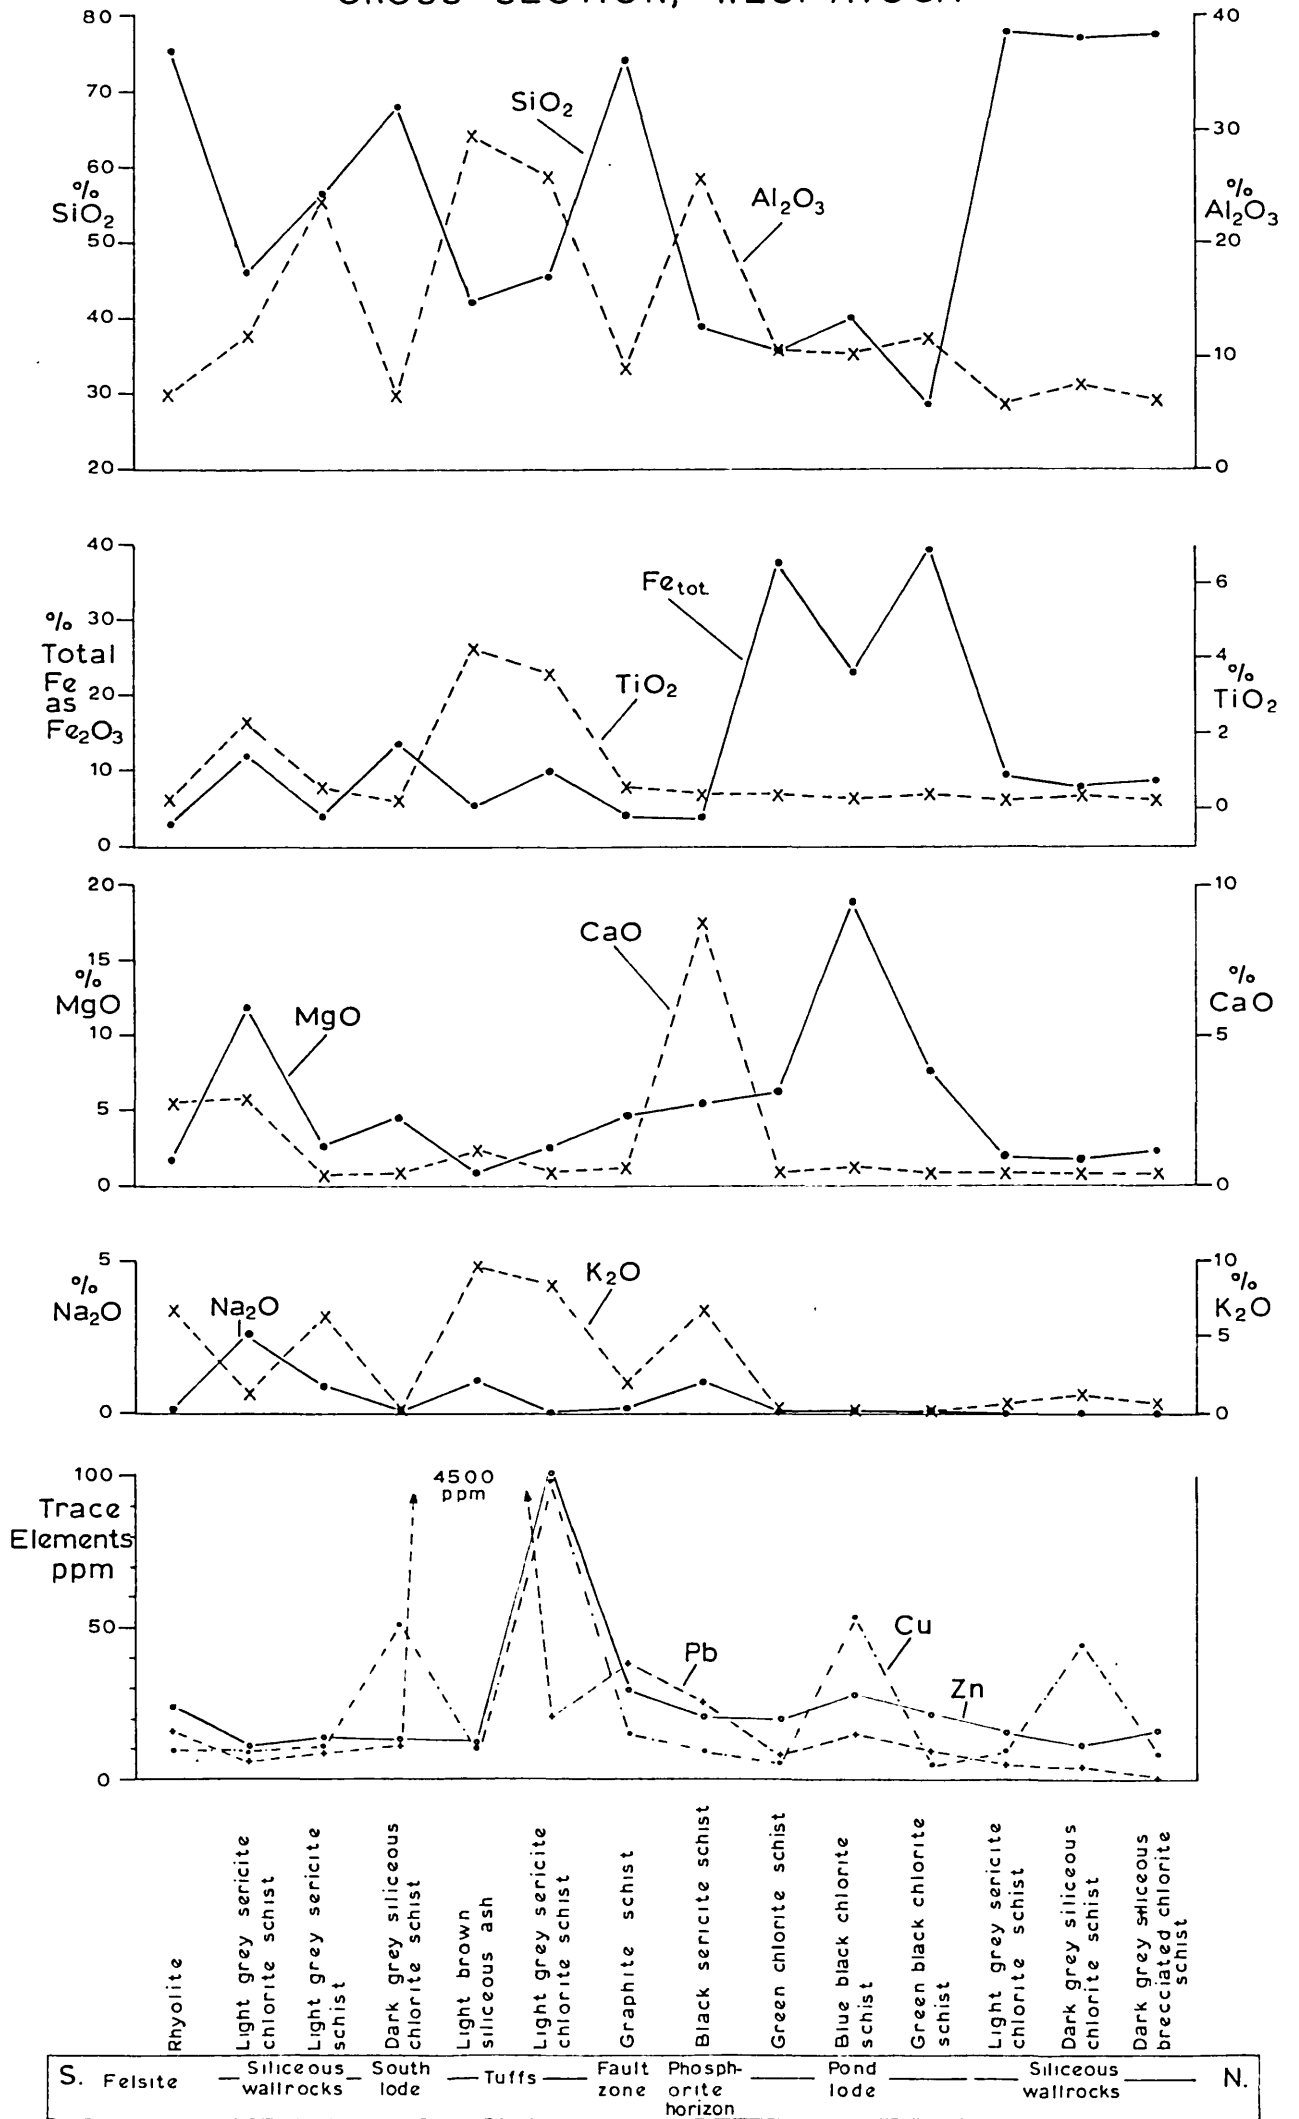 80
70
60
%
SiO2
50
40
30
20
SiO2
Al2O3
40
30
%
Al2O3
20
10
0
40
30
%
Total
Fe
as
Fe2O3
20
10
0
Fetot.
TiO2
6
4
%
TiO2
2
0
20
15
%
MgO
10
5
0
MgO
CaO
10
%
CaO
5
0
5
%
Na2O
0
Na2O
K2O
10
%
K2O
5
0
100
Trace
Elements
ppm
50
0
4500
ppm
Pb
Cu
Zn
Rhyolite
Light grey sericite
chlorite schist
Light grey sericite
schist
Dark grey siliceous
chlorite schist
Light brown
siliceous ash
Light grey sericite
chlorite schist
Graphite schist
Black sericite schist
Green chlorite schist
Blue black chlorite
schist
Green black chlorite
schist
Light grey sericite
chlorite schist
Dark grey siliceous
chlorite schist
Dark grey siliceous
brecciated chlorite
schist
S. Felsite
Siliceous
wallrocks
South
lode
Tuffs
Fault
zone
Phosph-
orite
horizon
Pond
lode
Siliceous
wallrocks
N.